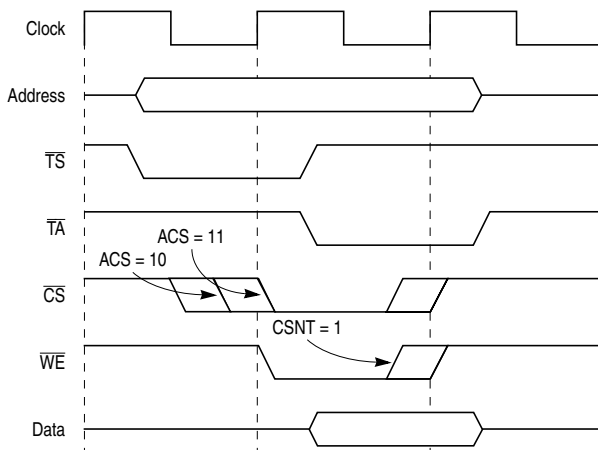 Clock
Address
TS
TA
ACS = 11
ACS = 10
CS
CSNT = 1
WE
Data